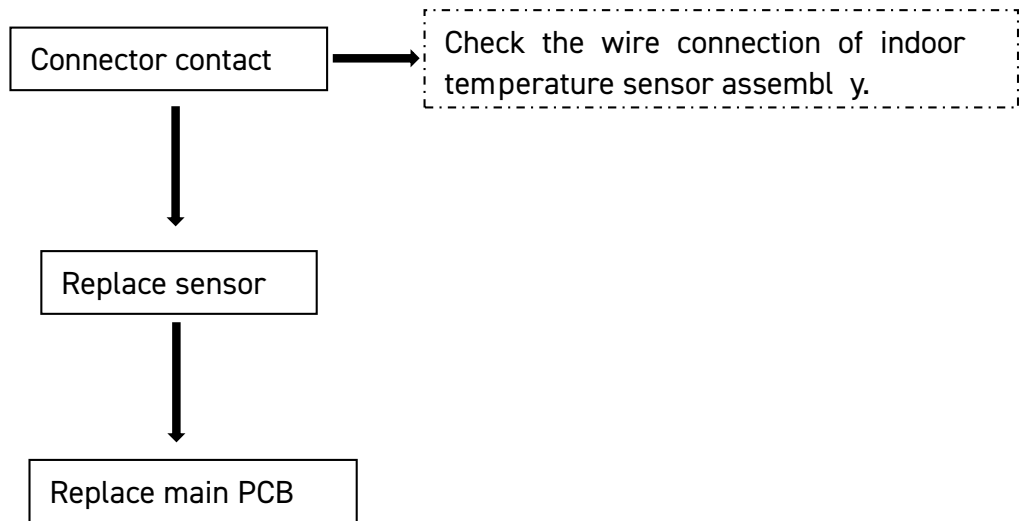 Connector contact
Check the wire connection of indoor
temperature sensor assembl y.
Replace sensor
Replace main PCB